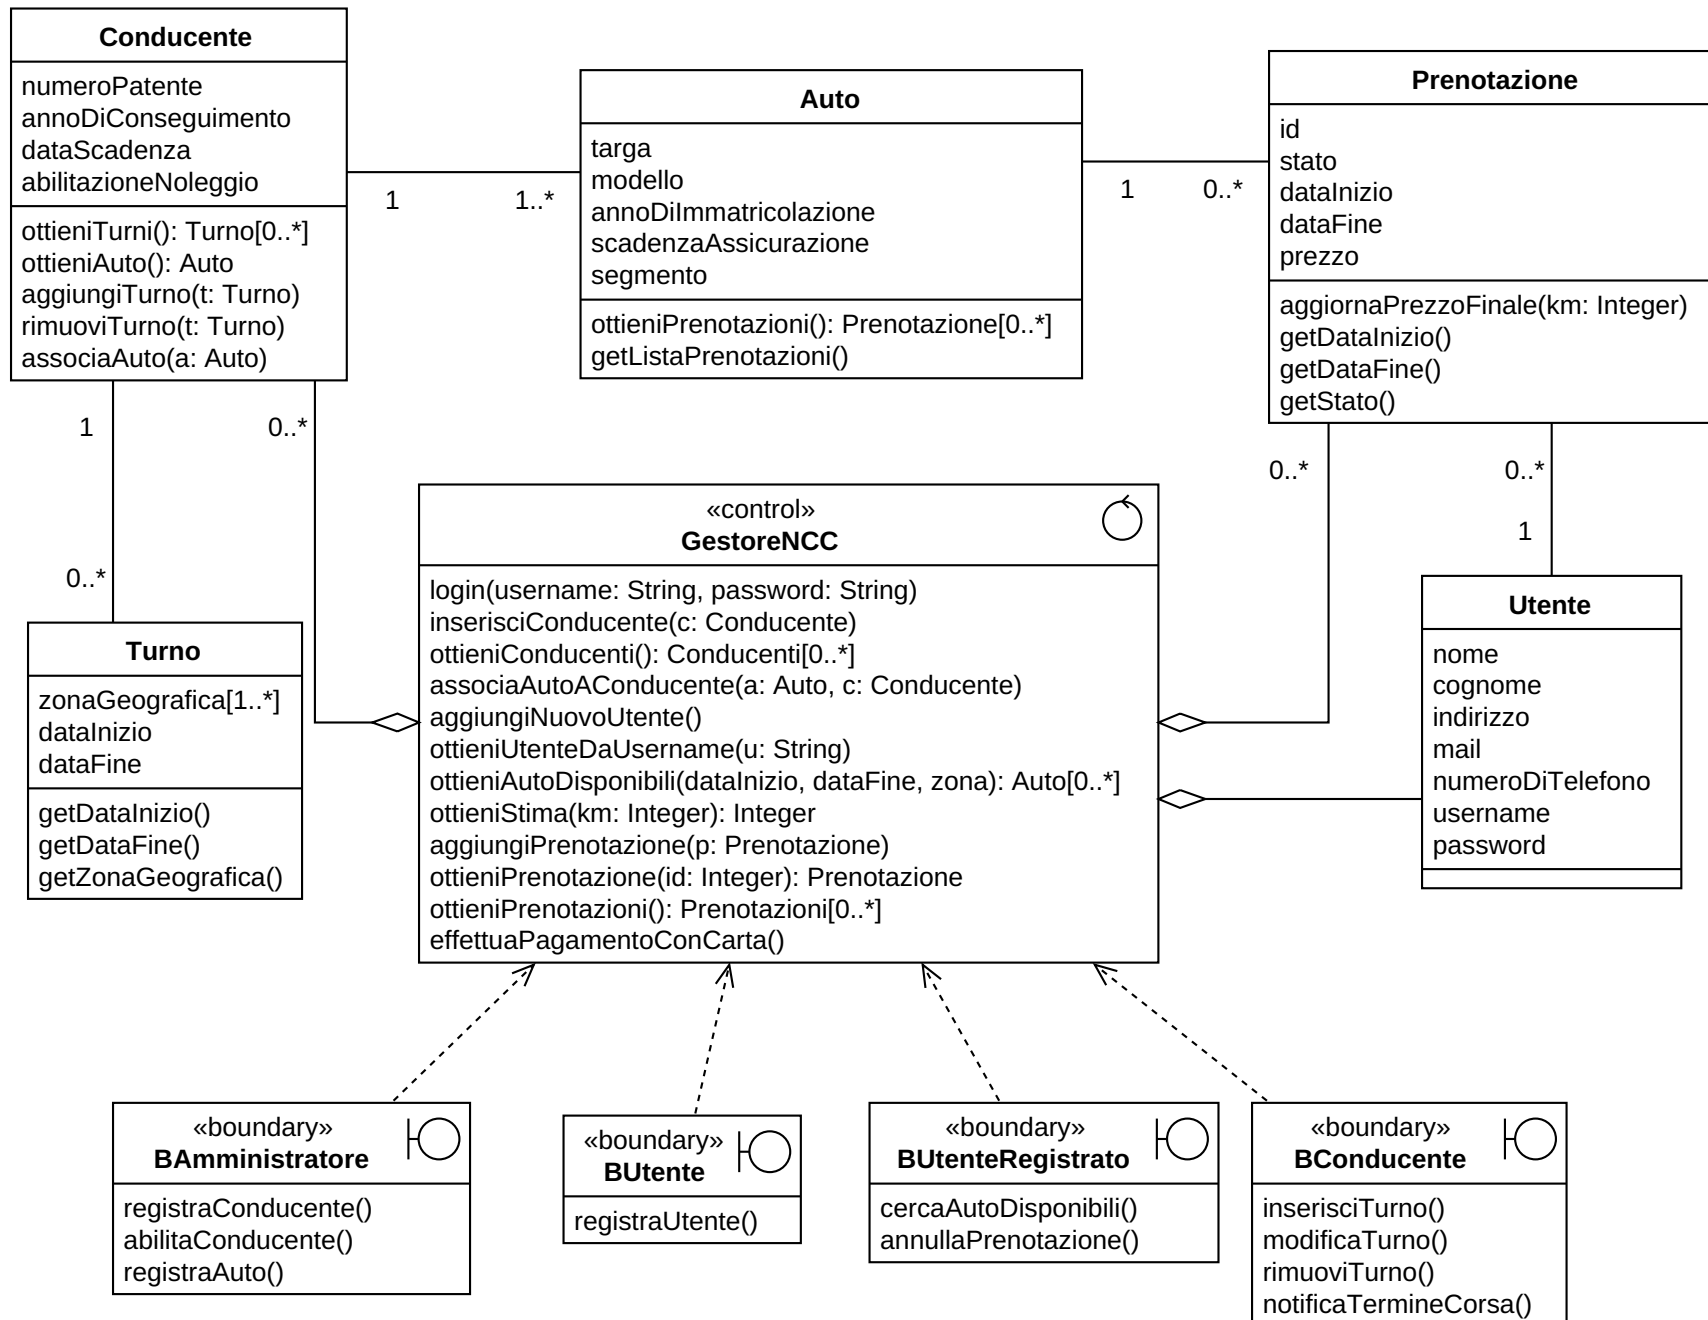 Conducente
numeroPatente
annoDiConseguimento
dataScadenza
abilitazioneNoleggio
ottieniTurni(): Turno[0..*]
ottieniAuto(): Auto
aggiungiTurno(t: Turno)
rimuoviTurno(t: Turno)
associaAuto(a: Auto)
1
1..*
Auto
targa
modello
annoDiImmatricolazione
scadenzaAssicurazione
segmento
ottieniPrenotazioni(): Prenotazione[0..*]
getListaPrenotazioni()
1
0..*
Prenotazione
id
stato
dataInizio
dataFine
prezzo
aggiornaPrezzoFinale(km: Integer)
getDataInizio()
getDataFine()
getStato()
1
0..*
0..*
0..*
0..*
1
Turno
zonaGeografica[1..*]
dataInizio
dataFine
getDataInizio()
getDataFine()
getZonaGeografica()
«control»
GestoreNCC
login(username: String, password: String)
inserisciConducente(c: Conducente)
ottieniConducenti(): Conducenti[0..*]
associaAutoAConducente(a: Auto, c: Conducente)
aggiungiNuovoUtente()
ottieniUtenteDaUsername(u: String)
ottieniAutoDisponibili(dataInizio, dataFine, zona): Auto[0..*]
ottieniStima(km: Integer): Integer
aggiungiPrenotazione(p: Prenotazione)
ottieniPrenotazione(id: Integer): Prenotazione
ottieniPrenotazioni(): Prenotazioni[0..*]
effettuaPagamentoConCarta()
Utente
nome
cognome
indirizzo
mail
numeroDiTelefono
username
password
«boundary»
BAmministratore
registraConducente()
abilitaConducente()
registraAuto()
«boundary»
BUtente
registraUtente()
«boundary»
BUtenteRegistrato
cercaAutoDisponibili()
annullaPrenotazione()
«boundary»
BConducente
inserisciTurno()
modificaTurno()
rimuoviTurno()
notificaTermineCorsa()